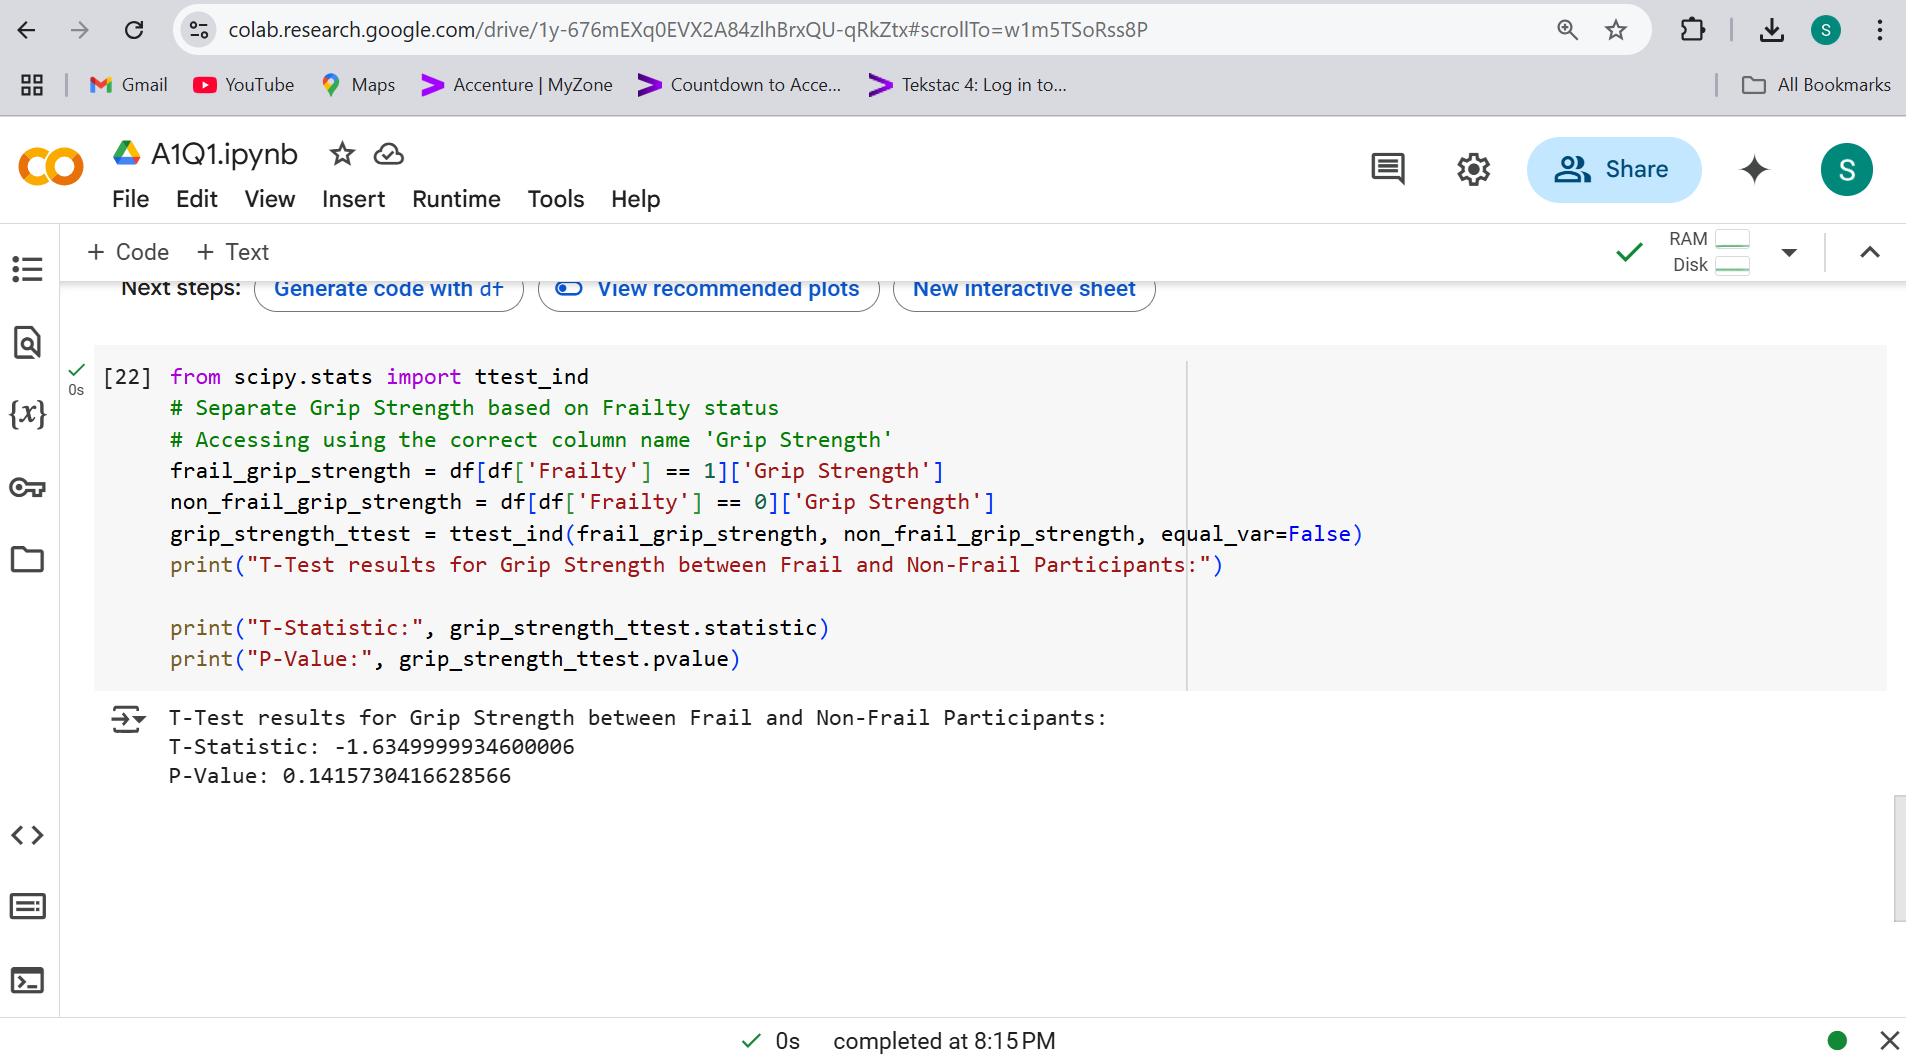 colab.research.google.com/drive/1y-676mEXq0EVX2A84zlhBrxQU-qRkZtx#scrollTo=w1m5TSoRss8P
S
Gmail
YouTube
Maps
Accenture | MyZone
Countdown to Acce...
Tekstac 4: Log in to...
All Bookmarks
A1Q1.ipynb
File Edit View Insert Runtime Tools Help
Share
S
+ Code + Text
RAM
Disk
Next steps: Generate code with df View recommended plots New interactive sheet
0s
[22] from scipy.stats import ttest_ind
# Separate Grip Strength based on Frailty status
# Accessing using the correct column name 'Grip Strength'
frail_grip_strength = df[df['Frailty'] == 1]['Grip Strength']
non_frail_grip_strength = df[df['Frailty'] == 0]['Grip Strength']
grip_strength_ttest = ttest_ind(frail_grip_strength, non_frail_grip_strength, equal_var=False)
print("T-Test results for Grip Strength between Frail and Non-Frail Participants:")
print("T-Statistic:", grip_strength_ttest.statistic)
print("P-Value:", grip_strength_ttest.pvalue)
T-Test results for Grip Strength between Frail and Non-Frail Participants:
T-Statistic: -1.6349999934600006
P-Value: 0.1415730416628566
{x}
0s completed at 8:15 PM